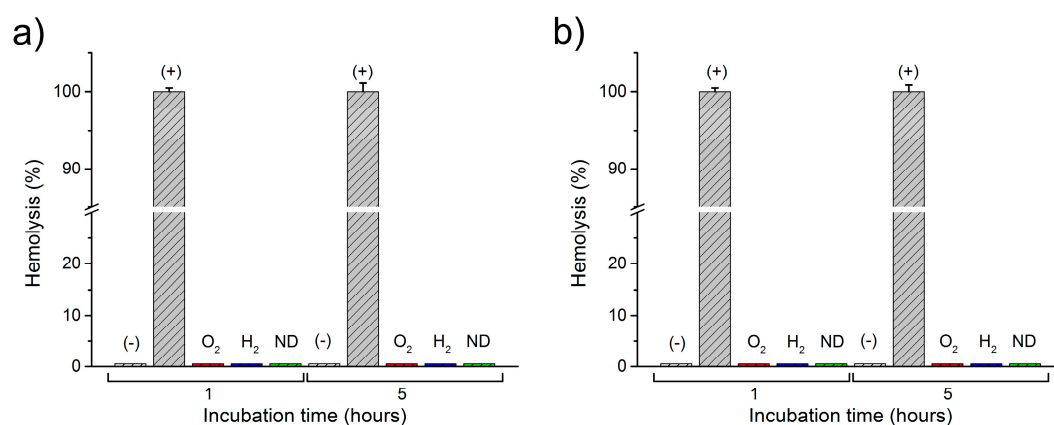 a)
Hemolysis (%)
100
90
20
10
0
(+)
(+)
(-)
O₂
H₂
ND
(-)
O₂
H₂
ND
1
5
Incubation time (hours)
b)
Hemolysis (%)
100
90
20
10
0
(+)
(+)
(-)
O₂
H₂
ND
(-)
O₂
H₂
ND
1
5
Incubation time (hours)